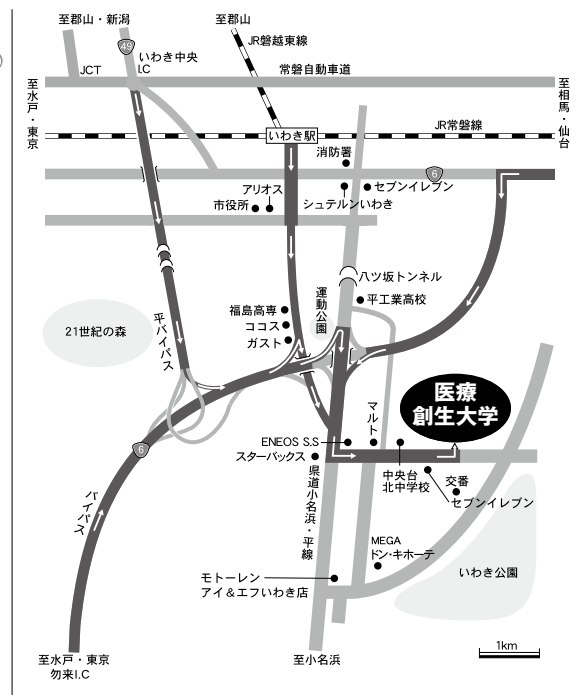 至郡山・新潟
至郡山
49
JR磐越東線
いわき中央
I.C
JCT
常磐自動車道
至水戸・東京
至相馬・仙台
JR常磐線
いわき駅
消防署
6
セブンイレブン
アリオス
市役所
シュテルンいわき
八ツ坂トンネル
運動公園
平工業高校
福島高専
ココス
ガスト
21世紀の森
平バイパス
医療
創生大学
マルト
ENEOS S.S
スターバックス
6
中央台
北中学校
交番
セブンイレブン
県道小名浜・平線
バイパス
MEGA
ドン・キホーテ
いわき公園
モトーレン
アイ&エフいわき店
1km
至水戸・東京
勿来I.C
至小名浜